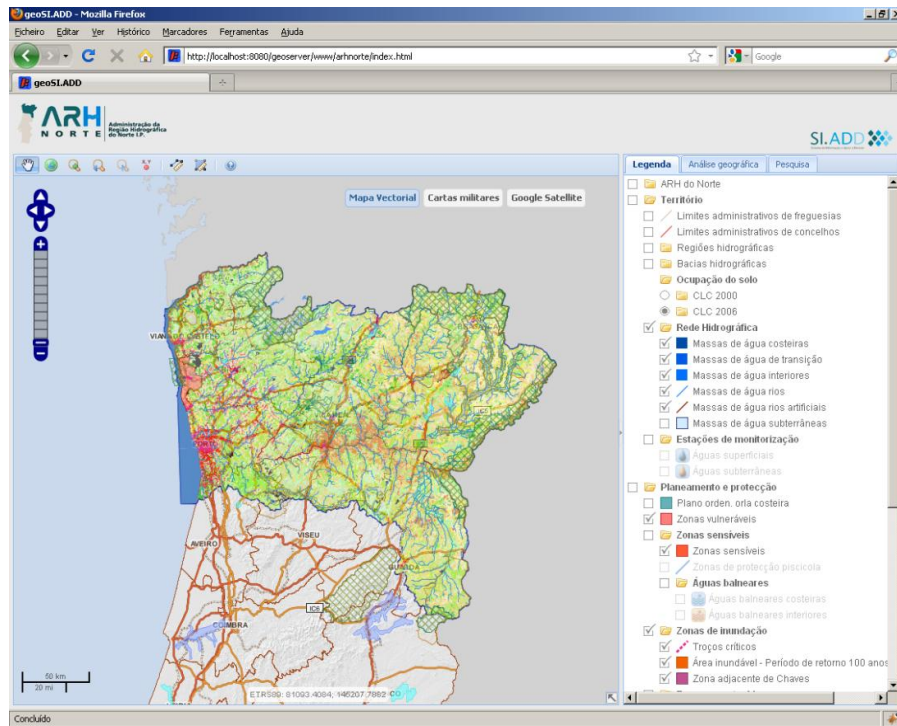 geoSI.ADD - Mozilla Firefox
Ficheiro Editar Ver Histórico Marcadores Ferramentas Ajuda
http://localhost:8080/geoserver/www/arhnorte/index.html
Google
geoSI.ADD
ARH
NORTE
Administração da
Região Hidrográfica
do Norte I.P.
SI.ADD
Legenda Análise geográfica Pesquisa
Mapa Vectorial Cartas militares Google Satellite
ARH do Norte
Território
Limites administrativos de freguesias
Limites administrativos de concelhos
Regiões hidrográficas
Bacias hidrográficas
Ocupação do solo
CLC 2000
CLC 2006
Rede Hidrográfica
Massas de água costeiras
Massas de água de transição
Massas de água interiores
Massas de água rios
Massas de água rios artificiais
Massas de água subterrâneas
Estações de monitorização
Águas superficiais
Águas subterrâneas
Planeamento e protecção
Plano orden. orla costeira
Zonas vulneráveis
Zonas sensíveis
Zonas sensíveis
Zonas de protecção piscicola
Águas balneares
Águas balneares costeiras
Águas balneares interiores
Zonas de inundação
Troços críticos
Área inundável - Período de retorno 100 anos
Zona adjacente de Chaves
AVEIRO
VISEU
GUARDA
IC6
COIMBRA
50 km
20 mi
Concluído